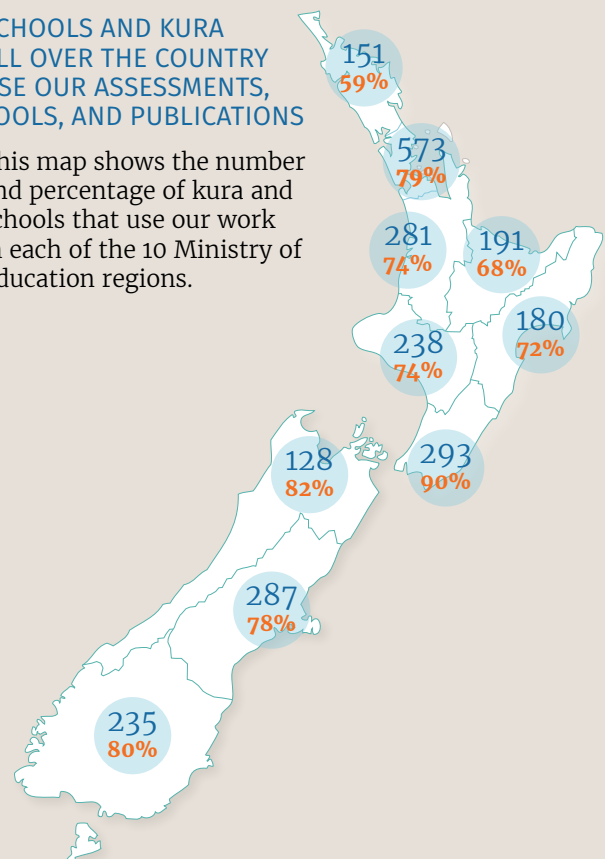 CHOOLS AND KURA
LL OVER THE COUNTRY
SE OUR ASSESSMENTS,
OOLS, AND PUBLICATIONS
his map shows the number
nd percentage of kura and
chools that use our work
each of the 10 Ministry of
ducation regions.
151
59%
573
79%
281
74%
191
68%
180
72%
238
74%
293
90%
128
82%
287
78%
235
80%